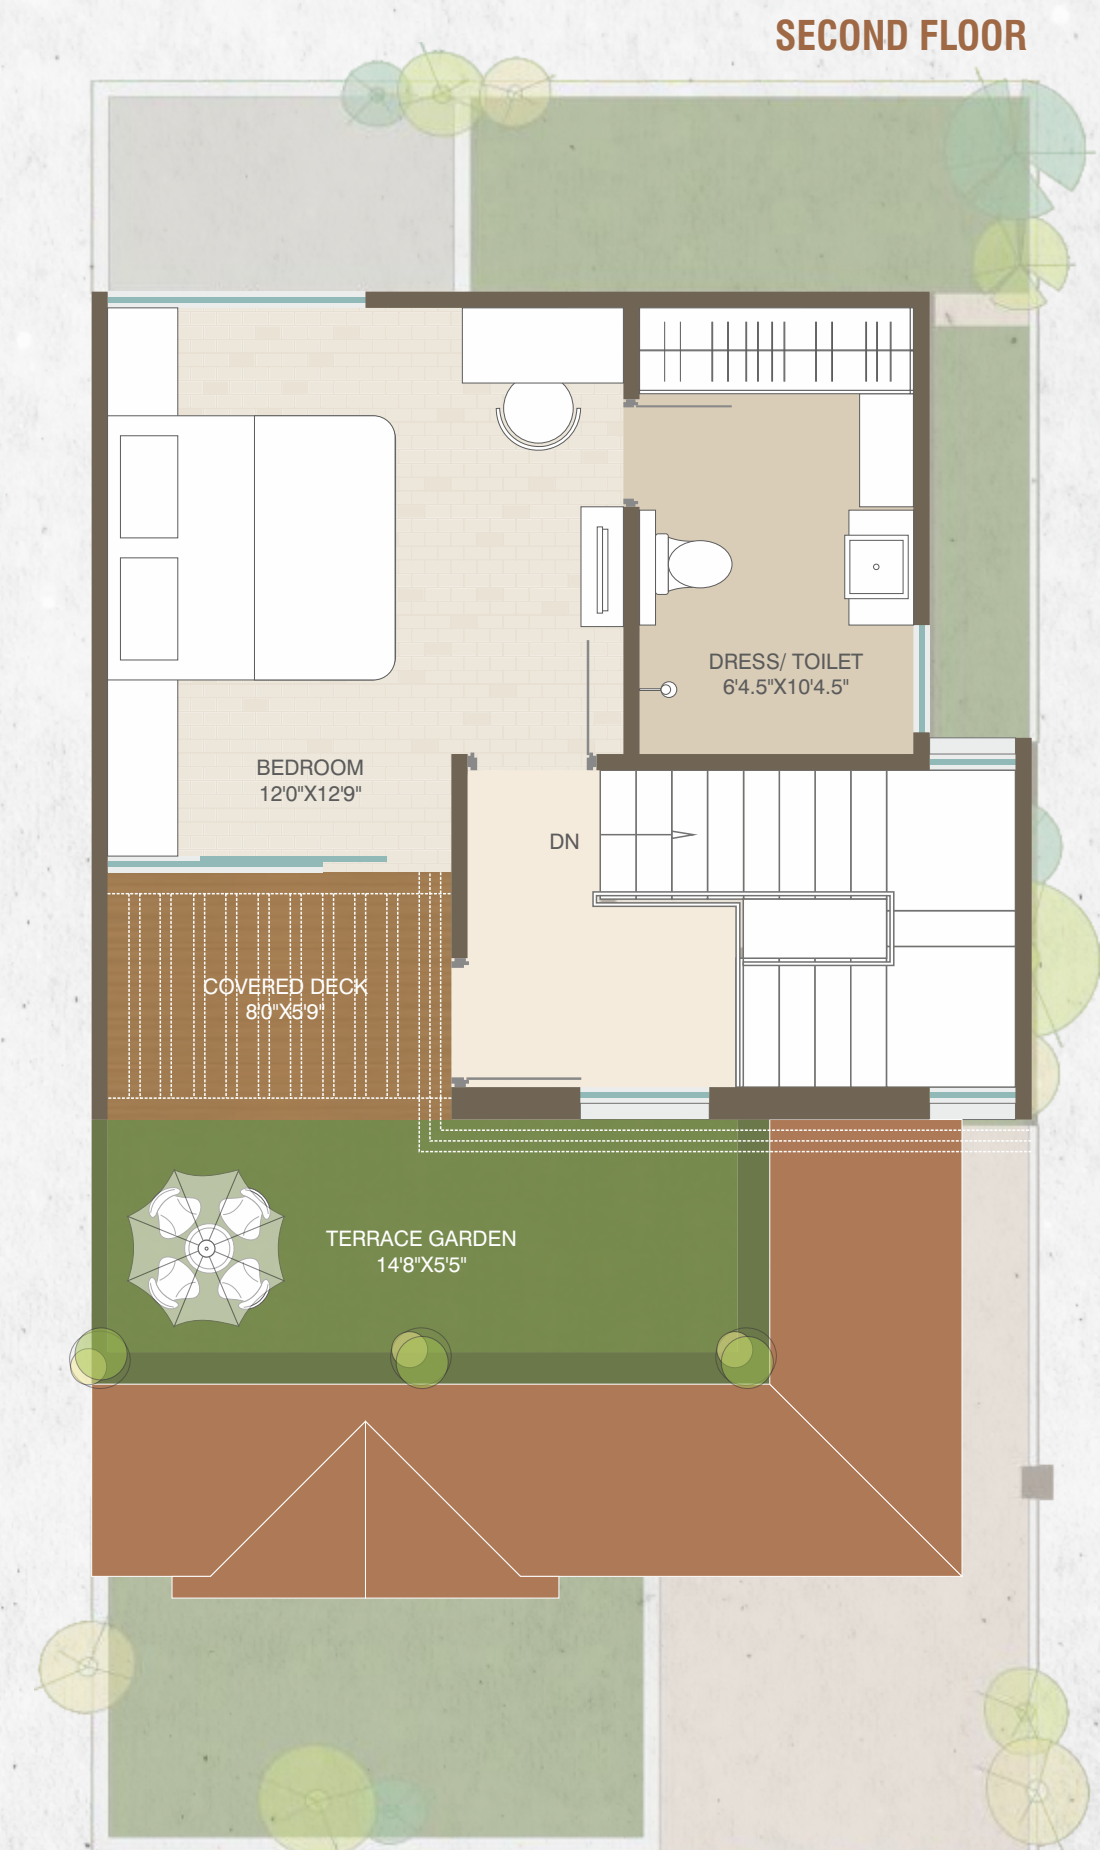 SECOND FLOOR
DRESS/ TOILET
6'4.5"X10'4.5"
BEDROOM
12'0"X12'9"
DN
COVERED DECK
8'0"X5'9"
TERRACE GARDEN
14'8"X5'5"